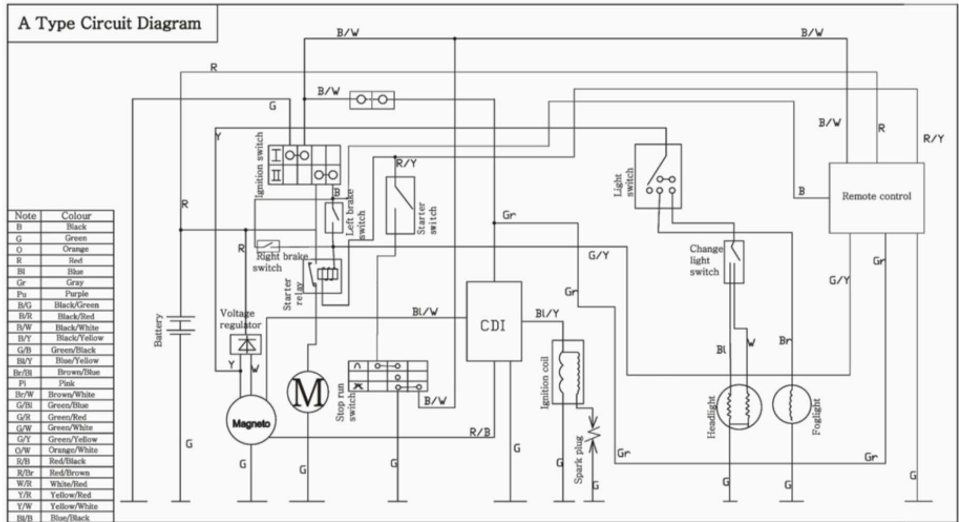 A Type Circuit Diagram
B/W
B/W
R
B/W
G
Y
B/W
R
R/Y
Ignition switch
I
II
R/Y
Light switch
Remote control
B
B
R
Left brake switch
Starter switch
Gr
Note Colour
B Black
G Green
O Orange
R Red
Bl Blue
Gr Gray
Pu Purple
B/G Black/Green
B/R Black/Red
B/W Black/White
B/Y Black/Yellow
G/B Green/Black
Bl/Y Blue/Yellow
Br/Bl Brown/Blue
Pi Pink
Br/W Brown/White
G/Bl Green/Blue
G/R Green/Red
G/W Green/White
G/Y Green/Yellow
O/W Orange/White
R/B Red/Black
R/Br Red/Brown
W/R White/Red
Y/R Yellow/Red
Y/W Yellow/White
Bl/B Blue/Black
R
Right brake switch
G/Y
Change light switch
Gr
G/Y
Starter relay
Gr
Battery
Voltage regulator
Bl/W
CDI
Bl/Y
Y
W
Bl
W
Br
M
Stop run switch
Ignition coil
Headlight
Foglight
Magneto
B/W
R/B
Spark plug
G
G
G
G
G
G
G
Gr
Gr
G
G
G